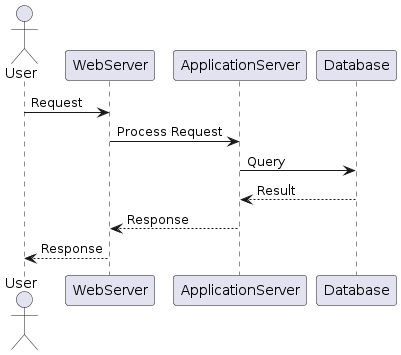 User
WebServer
ApplicationServer
Database
Request
Process Request
Query
Result
Response
Response
User
WebServer
ApplicationServer
Database